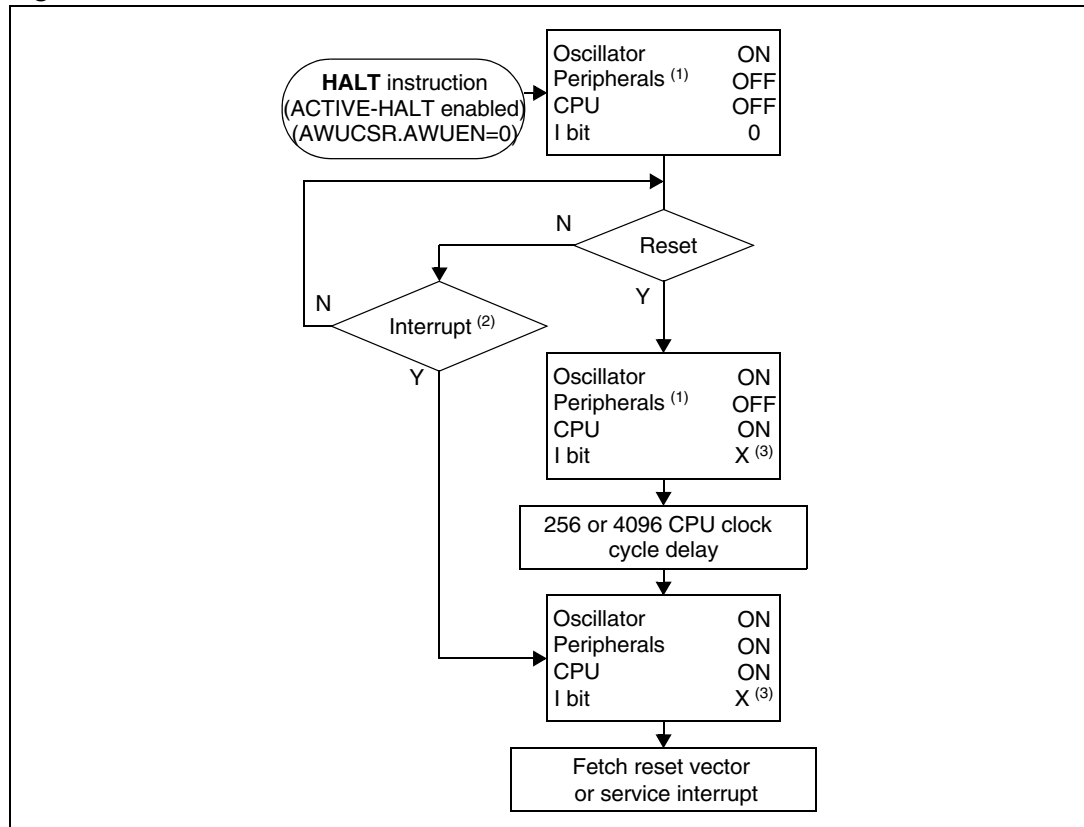 HALT instruction
(ACTIVE-HALT enabled)
(AWUCSR.AWUEN=0)
Oscillator ON
Peripherals (1) OFF
CPU OFF
I bit 0
N
Reset
Y
N
Interrupt (2)
Y
Oscillator ON
Peripherals (1) OFF
CPU ON
I bit X (3)
256 or 4096 CPU clock
cycle delay
Oscillator ON
Peripherals ON
CPU ON
I bit X (3)
Fetch reset vector
or service interrupt